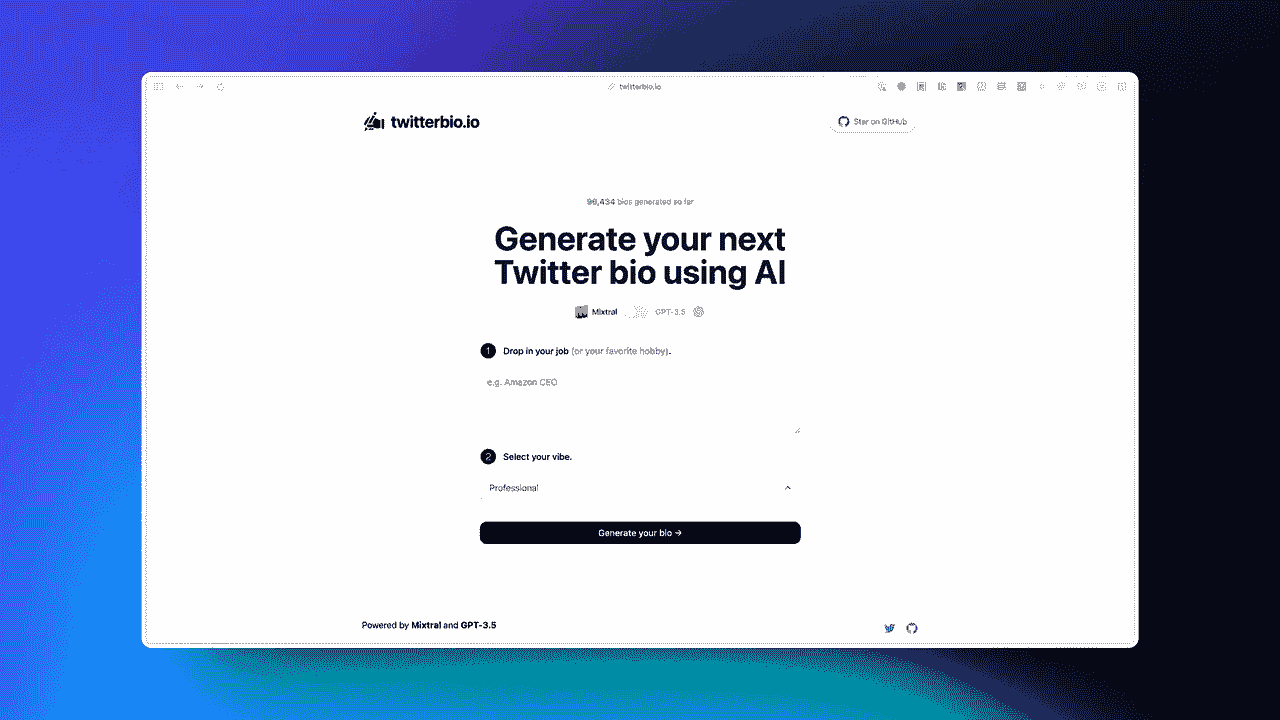 twitterbio.io
twitterbio.io
Star on GitHub
96,434 bios generated so far
Generate your next
Twitter bio using AI
Mixtral GPT-3.5
1 Drop in your job (or your favorite hobby).
e.g. Amazon CEO
2 Select your vibe.
Professional
Generate your bio →
Powered by Mixtral and GPT-3.5